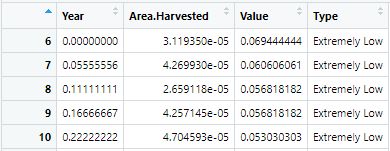 Year Area.Harvested Value Type
6 0.00000000 3.119350e-05 0.069444444 Extremely Low
7 0.05555556 4.269930e-05 0.060606061 Extremely Low
8 0.11111111 2.659118e-05 0.056818182 Extremely Low
9 0.16666667 4.257145e-05 0.056818182 Extremely Low
10 0.22222222 4.704593e-05 0.053030303 Extremely Low